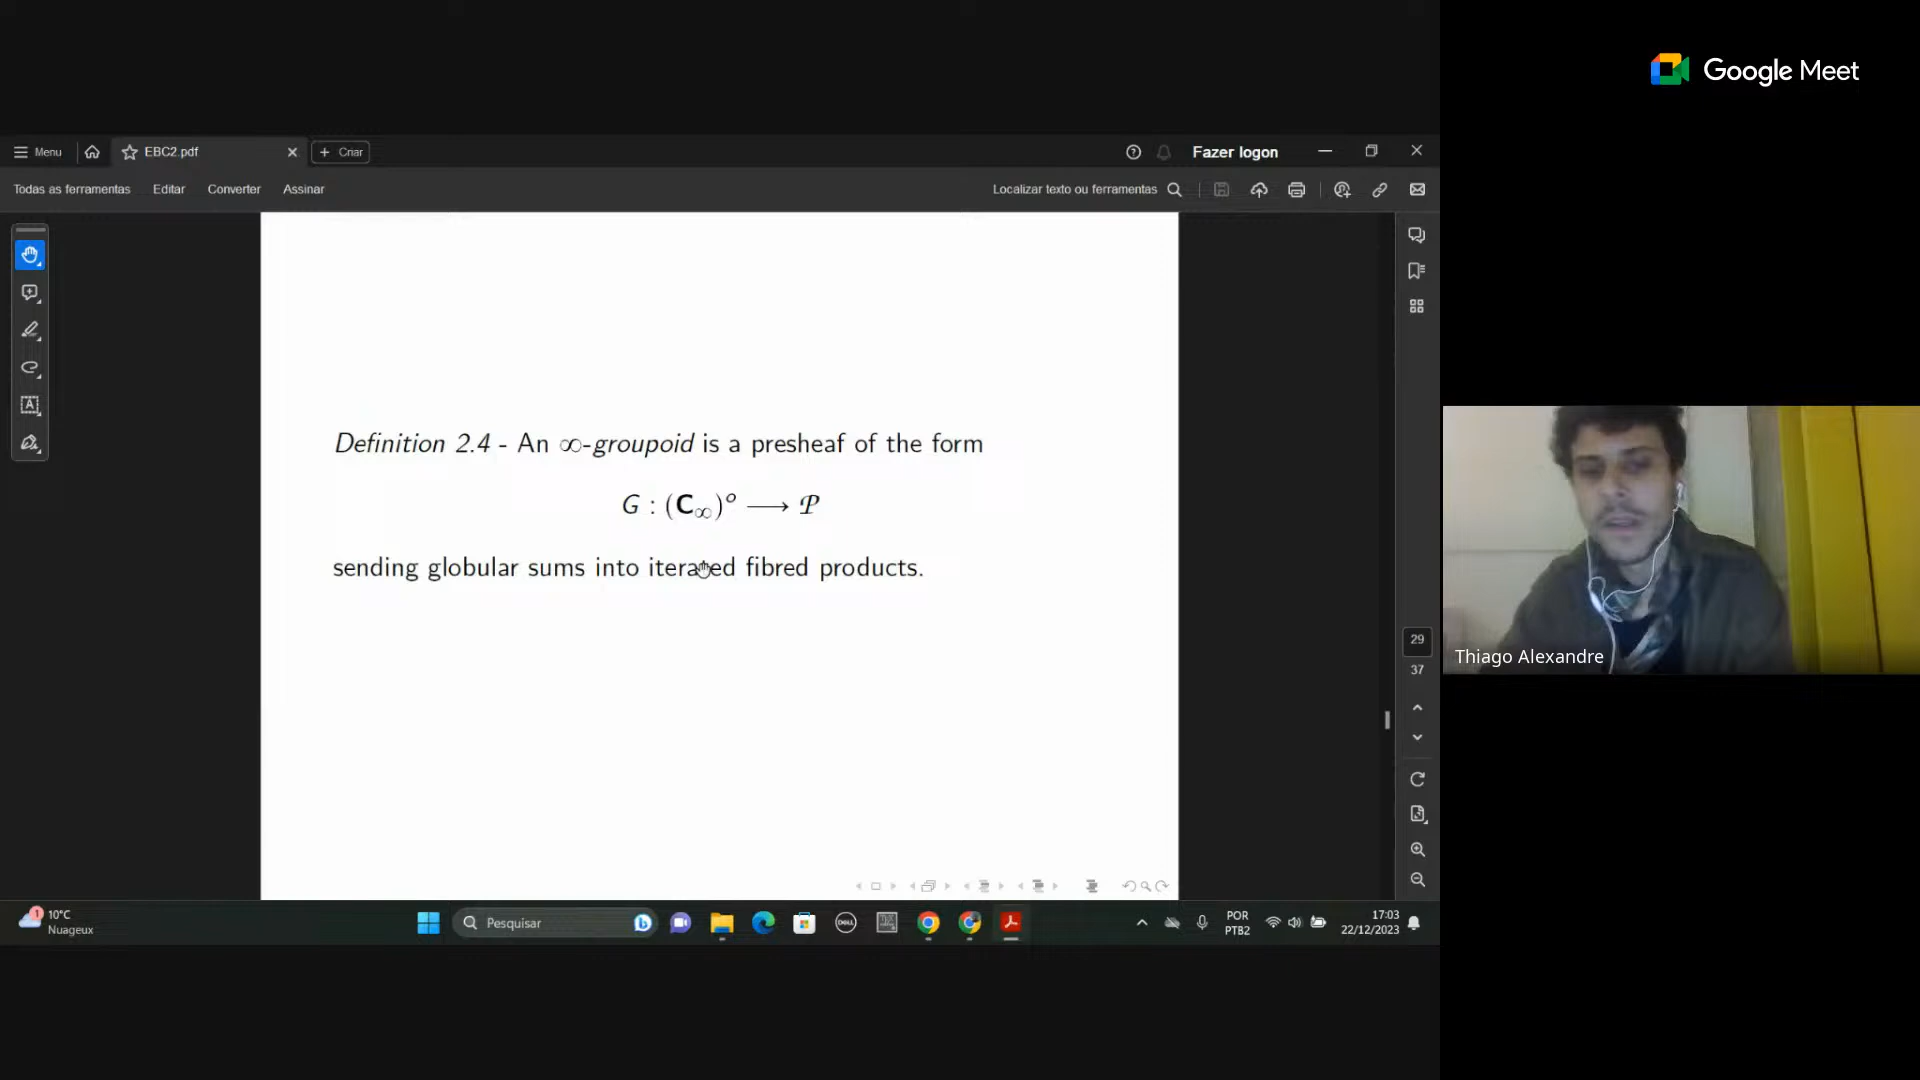 Google Meet
Menu
EBC2.pdf
Criar
Fazer logon
Todas as ferramentas
Editar
Converter
Assinar
Localizar texto ou ferramentas
Definition 2.4 - An ∞-groupoid is a presheaf of the form
G : (C∞)° ⟶ 𝒫
sending globular sums into iterated fibred products.
29
37
Thiago Alexandre
1
10°C
Nuageux
Pesquisar
DELL
POR
PTB2
17:03
22/12/2023